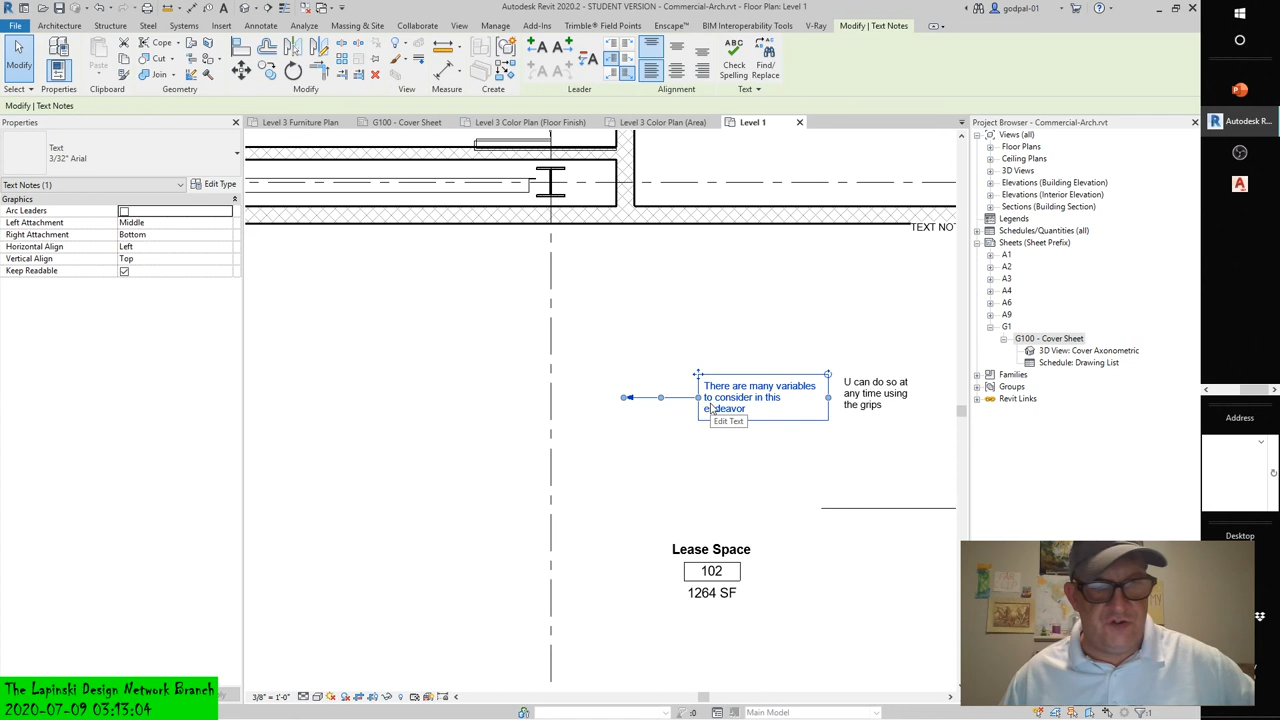 Autodesk Revit 2020.2 - STUDENT VERSION - Commercial-Arch.rvt - Floor Plan: Level 1
godpal-01
File Architecture Structure Steel Systems Insert Annotate Analyze Massing & Site Collaborate View Manage Add-Ins Trimble® Field Points Enscape™ BIM Interoperability Tools V-Ray Modify | Text Notes
Modify
Properties
Paste
Cope
Cut
Join
Check Spelling
Find/ Replace
Select Properties Clipboard Geometry Modify View Measure Create Leader Alignment Text
Modify | Text Notes
Properties
Text
3/32" Arial
Text Notes (1)
Edit Type
Graphics
Arc Leaders
Left Attachment Middle
Right Attachment Bottom
Horizontal Align Left
Vertical Align Top
Keep Readable
Level 3 Furniture Plan
G100 - Cover Sheet
Level 3 Color Plan (Floor Finish)
Level 3 Color Plan (Area)
Level 1
TEXT NO
There are many variables
to consider in this
endeavor
Edit Text
U can do so at
any time using
the grips
Lease Space
102
1264 SF
3/8" = 1'-0"
Project Browser - Commercial-Arch.rvt
Views (all)
Floor Plans
Ceiling Plans
3D Views
Elevations (Building Elevation)
Elevations (Interior Elevation)
Sections (Building Section)
Legends
Schedules/Quantities (all)
Sheets (Sheet Prefix)
A1
A2
A3
A4
A6
A9
G1
G100 - Cover Sheet
3D View: Cover Axonometric
Schedule: Drawing List
Families
Groups
Revit Links
Autodesk R...
Address
Desktop
The Lapinski Design Network Branch
2020-07-09 03:13:04
:0
Main Model
:1